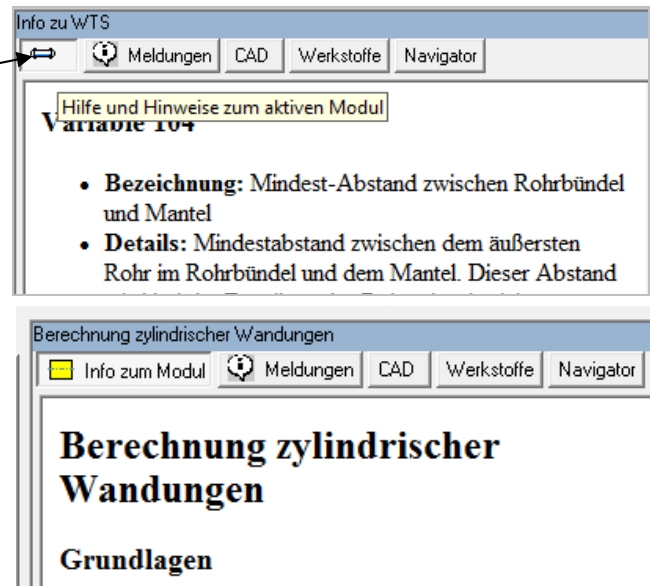 Info zu WTS
Meldungen CAD Werkstoffe Navigator
Hilfe und Hinweise zum aktiven Modul
Variable 104
• Bezeichnung: Mindest-Abstand zwischen Rohrbündel
und Mantel
• Details: Mindestabstand zwischen dem äußersten
Rohr im Rohrbündel und dem Mantel. Dieser Abstand
Berechnung zylindrischer Wandungen
Info zum Modul Meldungen CAD Werkstoffe Navigator
Berechnung zylindrischer
Wandungen
Grundlagen